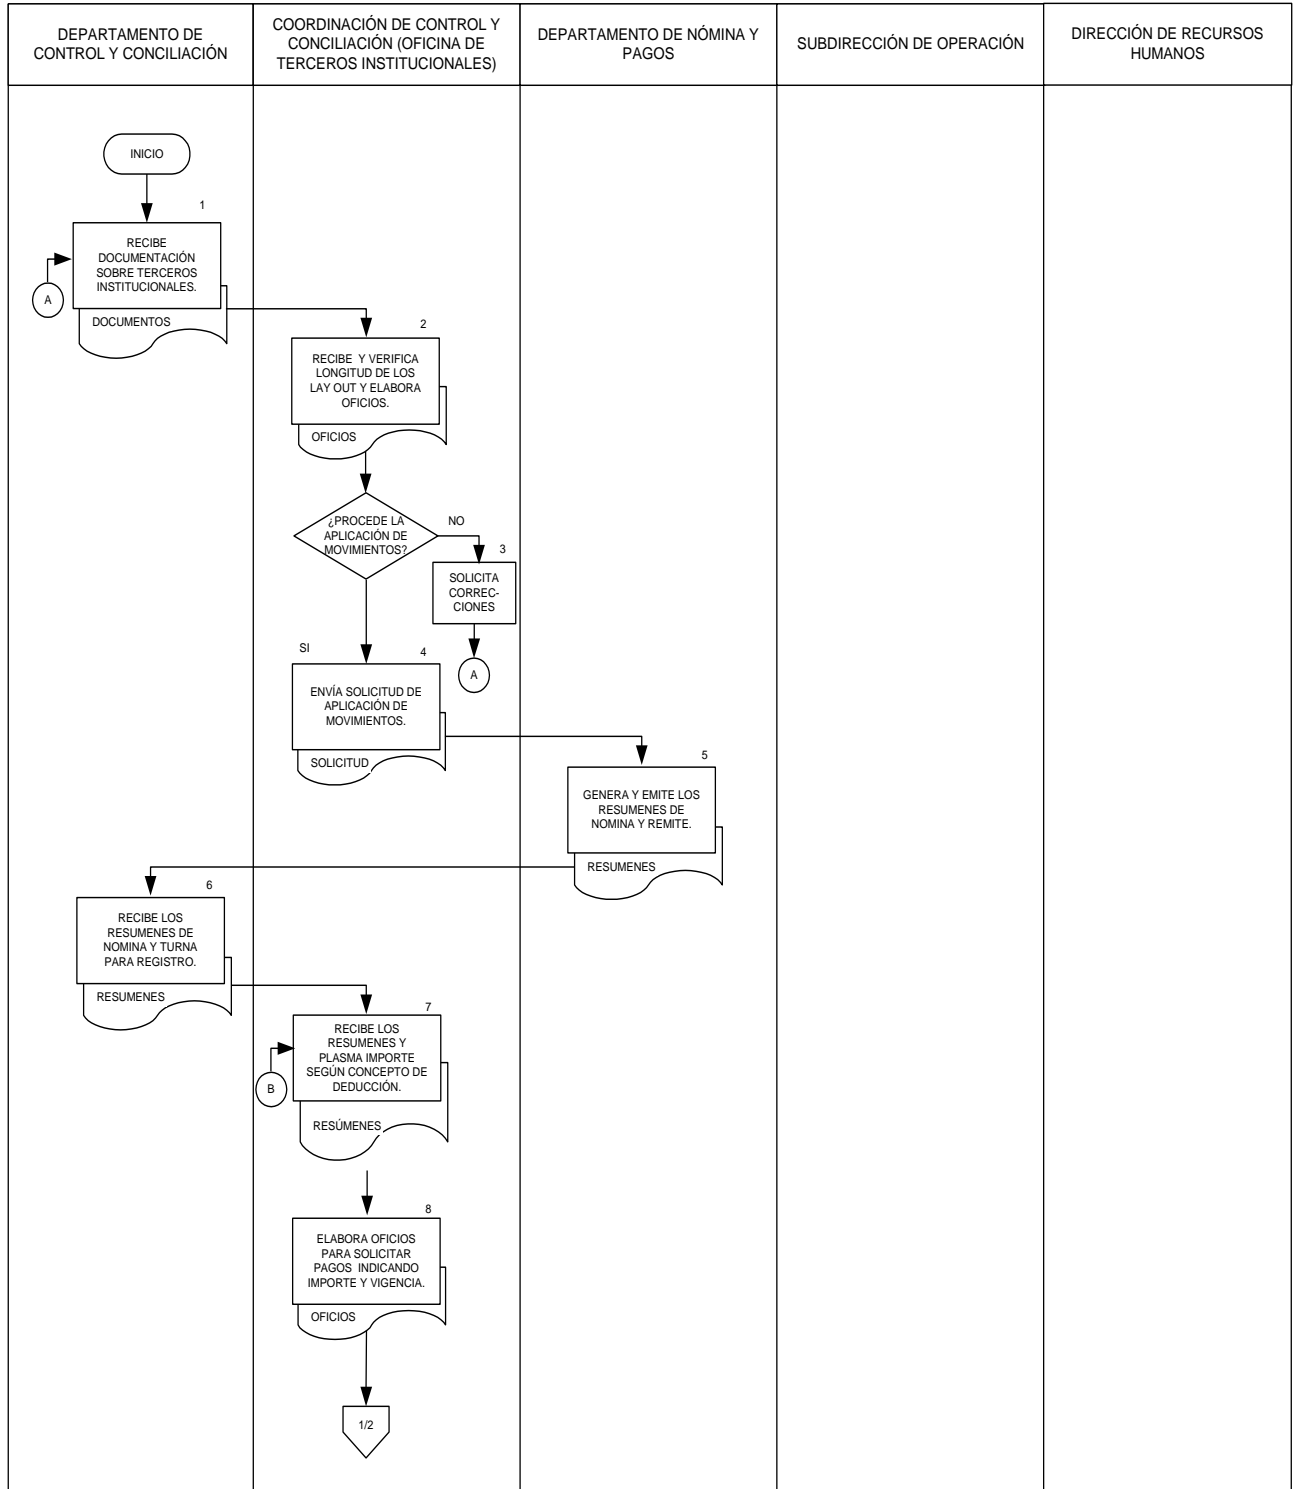 DEPARTAMENTO DE
CONTROL Y CONCILIACIÓN
COORDINACIÓN DE CONTROL Y
CONCILIACIÓN (OFICINA DE
TERCEROS INSTITUCIONALES)
DEPARTAMENTO DE NÓMINA Y
PAGOS
SUBDIRECCIÓN DE OPERACIÓN
DIRECCIÓN DE RECURSOS
HUMANOS
INICIO
1
RECIBE
DOCUMENTACIÓN
SOBRE TERCEROS
INSTITUCIONALES.
A
DOCUMENTOS
2
RECIBE Y VERIFICA
LONGITUD DE LOS
LAY OUT Y ELABORA
OFICIOS.
OFICIOS
¿PROCEDE LA
APLICACIÓN DE
MOVIMIENTOS?
NO
3
SOLICITA
CORREC-
CIONES
A
SI
4
ENVÍA SOLICITUD DE
APLICACIÓN DE
MOVIMIENTOS.
SOLICITUD
5
GENERA Y EMITE LOS
RESUMENES DE
NOMINA Y REMITE.
RESUMENES
6
RECIBE LOS
RESUMENES DE
NOMINA Y TURNA
PARA REGISTRO.
RESUMENES
7
RECIBE LOS
RESUMENES Y
PLASMA IMPORTE
SEGÚN CONCEPTO DE
DEDUCCIÓN.
B
RESÚMENES
8
ELABORA OFICIOS
PARA SOLICITAR
PAGOS INDICANDO
IMPORTE Y VIGENCIA.
OFICIOS
1/2